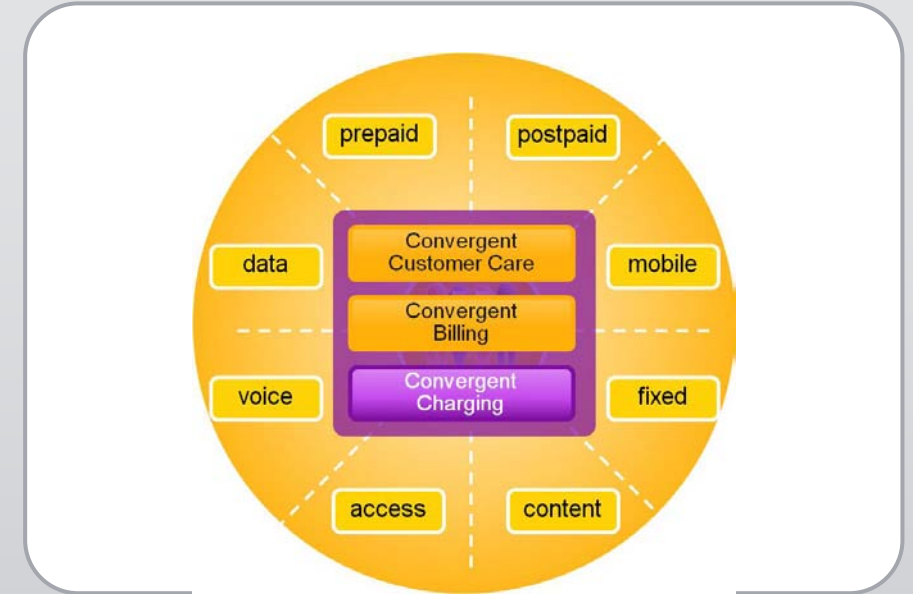 prepaid
postpaid
data
Convergent
Customer Care
mobile
Convergent
Billing
voice
Convergent
Charging
fixed
access
content